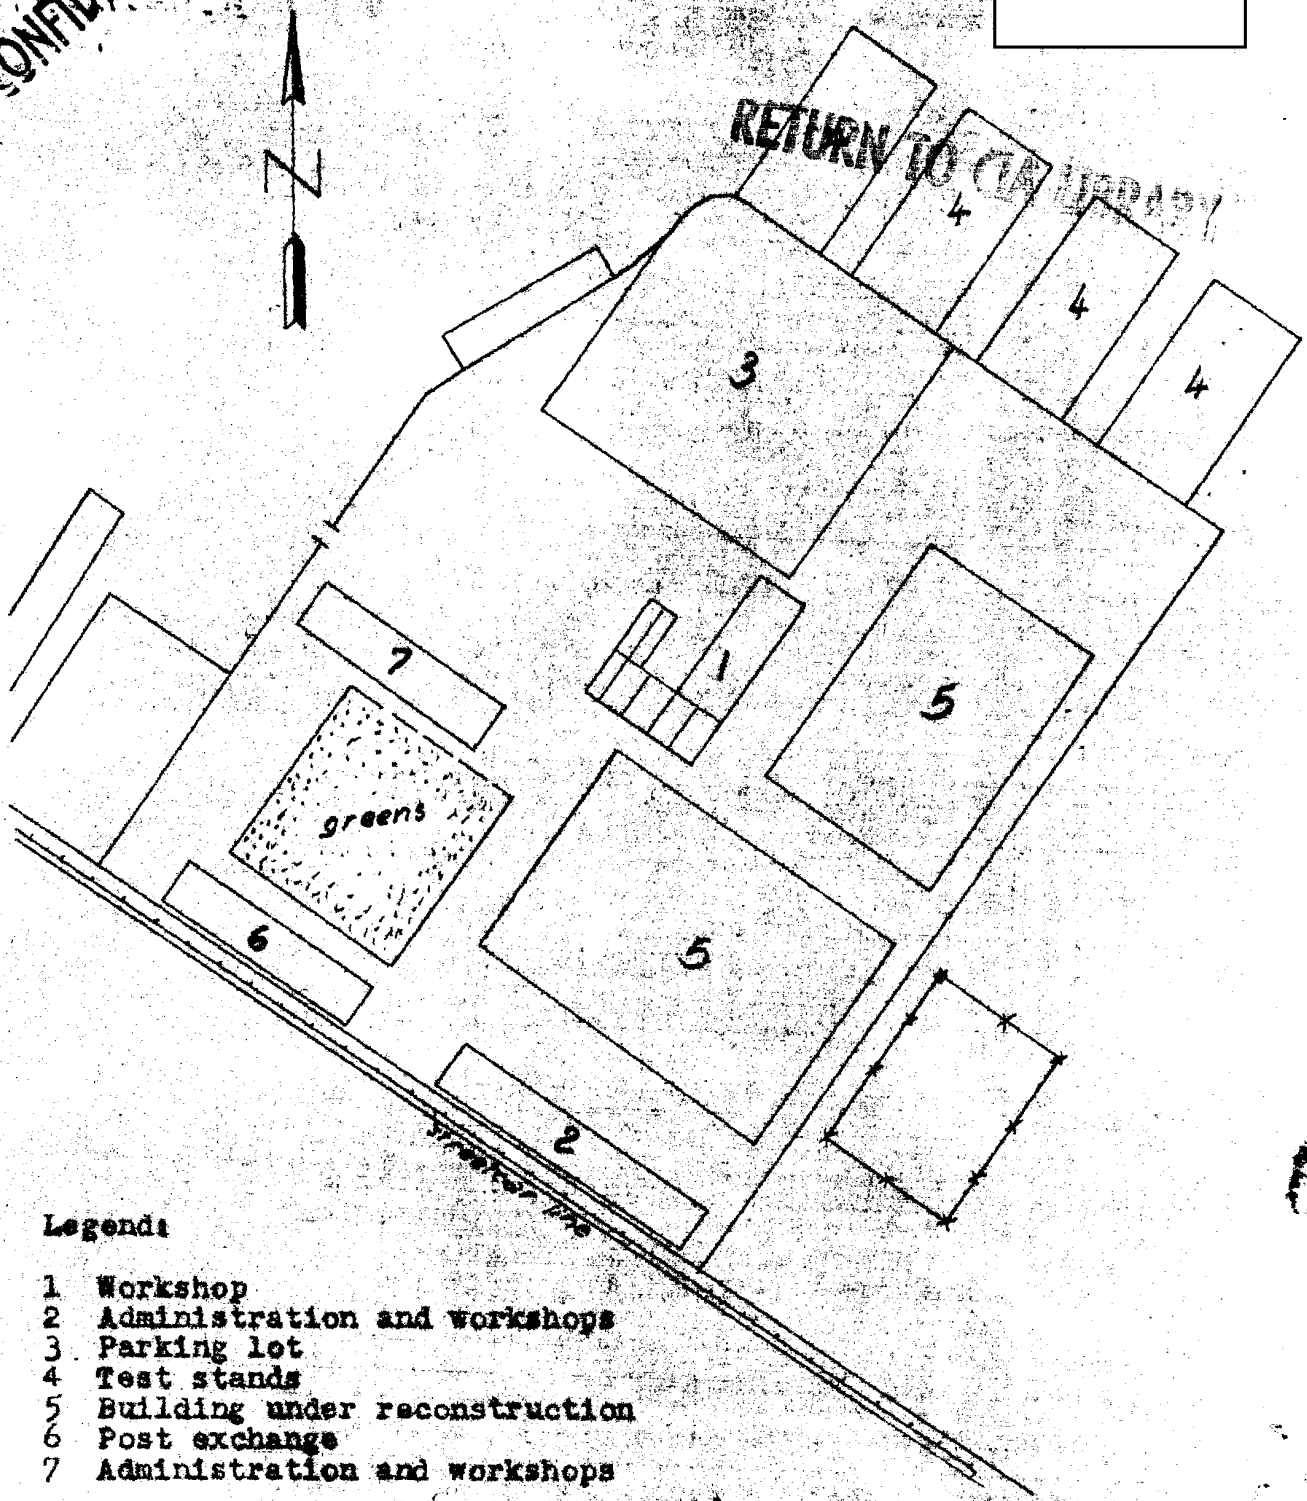 N
RETURN TO CIA LIBRARY
4
4
4
3
7
1
5
greens
6
5
2
Streetcar line
Legend:
1 Workshop
2 Administration and workshops
3 Parking lot
4 Test stands
5 Building under reconstruction
6 Post exchange
7 Administration and workshops